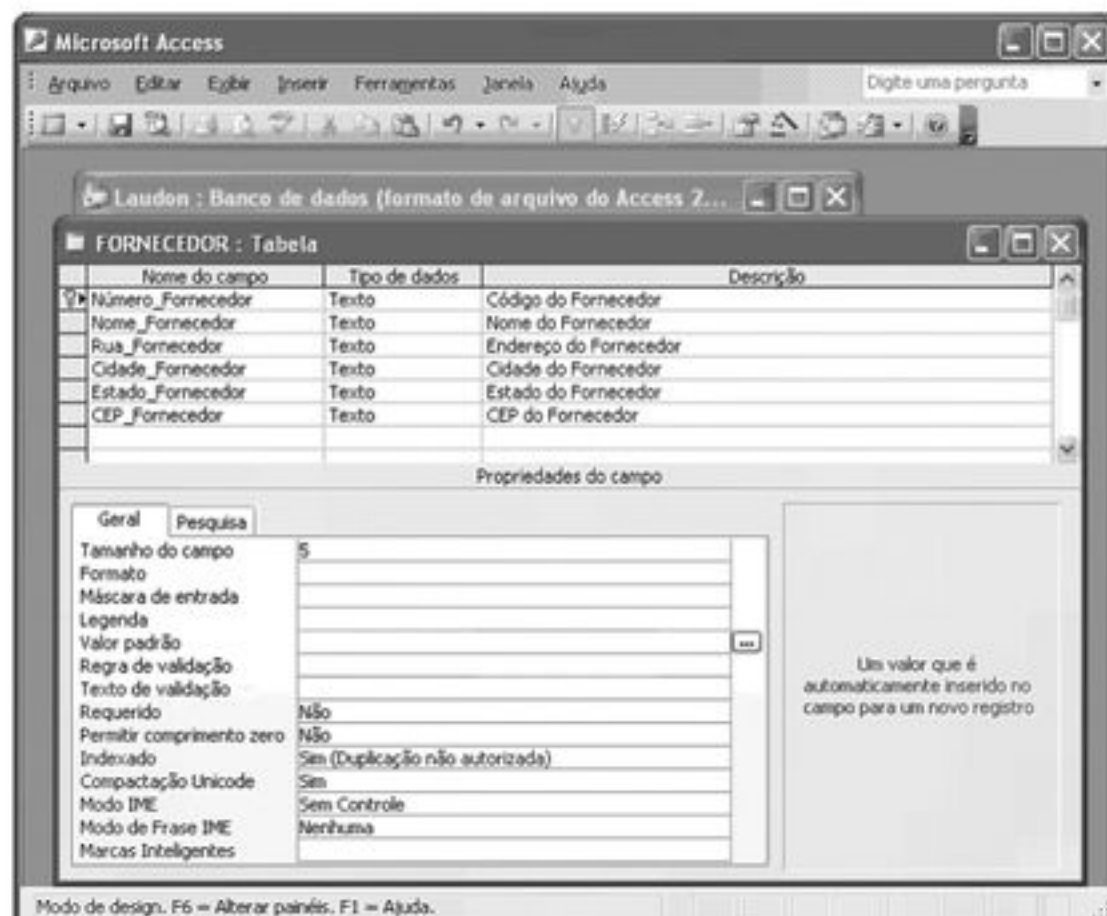 Microsoft Access
Arquivo Editar Exibir Inserir Ferramentas Janela Ajuda Digite uma pergunta
Laudon : Banco de dados (formato de arquivo do Access 2...
FORNECEDOR : Tabela
Nome do campo Tipo de dados Descrição
Número_Fornecedor Texto Código do Fornecedor
Nome_Fornecedor Texto Nome do Fornecedor
Rua_Fornecedor Texto Endereço do Fornecedor
Cidade_Fornecedor Texto Cidade do Fornecedor
Estado_Fornecedor Texto Estado do Fornecedor
CEP_Fornecedor Texto CEP do Fornecedor
Propriedades do campo
Geral Pesquisa
Tamanho do campo 5
Formato
Máscara de entrada
Legenda
Valor padrão ...
Regra de validação
Texto de validação
Requerido Não
Permitir comprimento zero Não
Indexado Sim (Duplicação não autorizada)
Compactação Unicode Sim
Modo IME Sem Controle
Modo de Frase IME Nenhuma
Marcas Inteligentes
Um valor que é
automaticamente inserido no
campo para um novo registro
Modo de design. F6 = Alterar painéis. F1 = Ajuda.